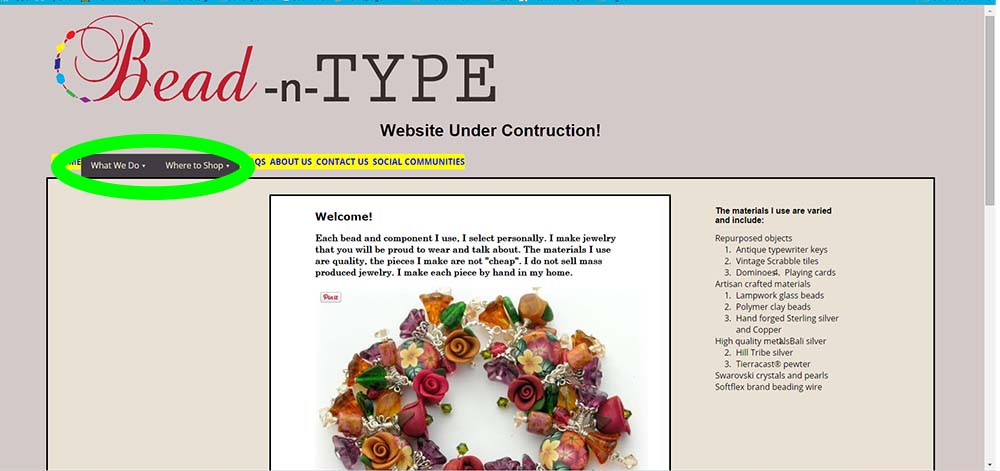 Bead -n- TYPE
Website Under Contruction!
ME What We Do ▾ Where to Shop ▾ QS ABOUT US CONTACT US SOCIAL COMMUNITIES
Welcome!
Each bead and component I use, I select personally. I make jewelry
that you will be proud to wear and talk about. The materials I use
are quality, the pieces I make are not "cheap". I do not sell mass
produced jewelry. I make each piece by hand in my home.
Pin it
The materials I use are varied
and include:
Repurposed objects
1. Antique typewriter keys
2. Vintage Scrabble tiles
3. Dominoes4. Playing cards
Artisan crafted materials
1. Lampwork glass beads
2. Polymer clay beads
3. Hand forged Sterling silver
and Copper
High quality metals1. Bali silver
2. Hill Tribe silver
3. Tierracast® pewter
Swarovski crystals and pearls
Softflex brand beading wire